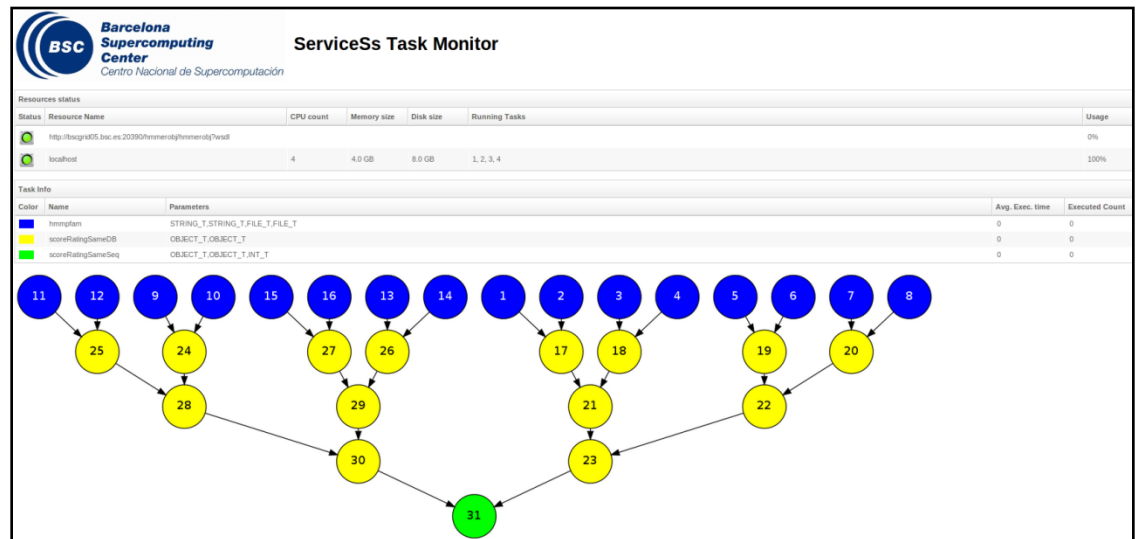 BSC
Barcelona
Supercomputing
Center
Centro Nacional de Supercomputación
ServiceSs Task Monitor
Resources status
Status Resource Name CPU count Memory size Disk size Running Tasks Usage
http://bscgrid05.bsc.es:20390/hmmerobj/hmmerobj?wsdl 0%
localhost 4 4.0 GB 8.0 GB 1, 2, 3, 4 100%
Task Info
Color Name Parameters Avg. Exec. time Executed Count
hmmpfam STRING_T,STRING_T,FILE_T,FILE_T 0 0
scoreRatingSameDB OBJECT_T,OBJECT_T 0 0
scoreRatingSameSeq OBJECT_T,OBJECT_T,INT_T 0 0
11 12 9 10 15 16 13 14 1 2 3 4 5 6 7 8
25 24 27 26 17 18 19 20
28 29 21 22
30 23
31